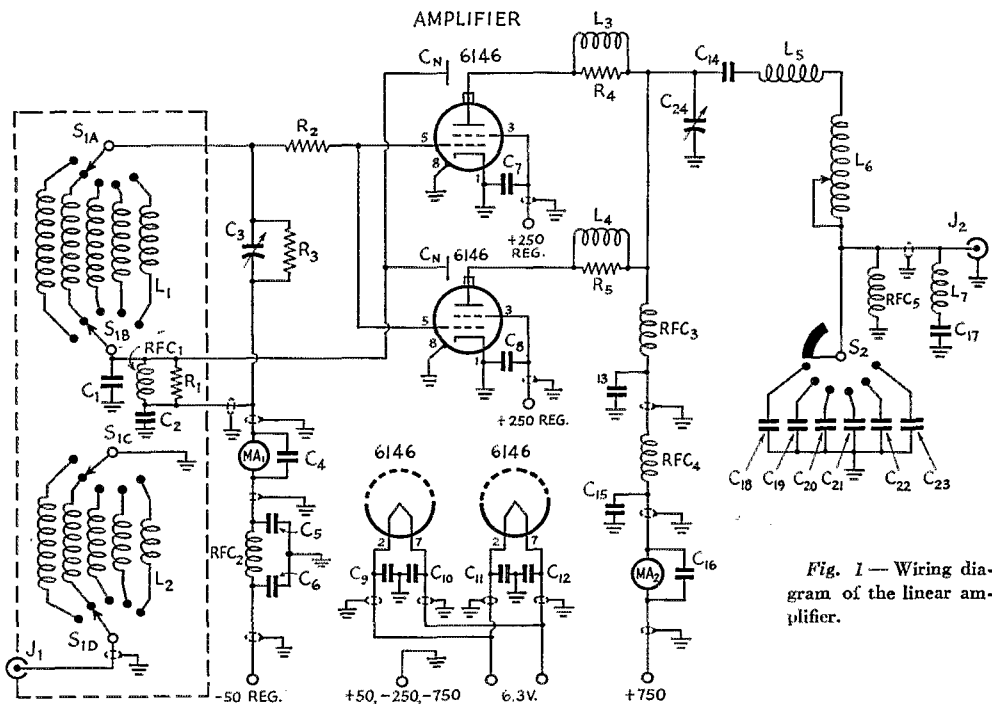 AMPLIFIER
L3
CN 6146
R4
C14
L5
C24
S1A
R2
5
3
8
1
C7
+250
REG.
L6
J2
C3
R3
L4
CN 6146
R5
L1
5
3
8
1
C8
+250 REG.
RFC5
L7
C17
S1B
RFC1
R1
C1
C2
RFC3
S2
13
S1C
MA1
C4
6146
6146
RFC4
C18
C19
C20
C21
C22
C23
C5
RFC2
C6
2
7
2
7
C9
C10
C11
C12
C15
L2
MA2
C16
Fig. 1 — Wiring dia-
gram of the linear am-
plifier.
S1D
J1
-50 REG.
+50,-250,-750
6.3V.
+750